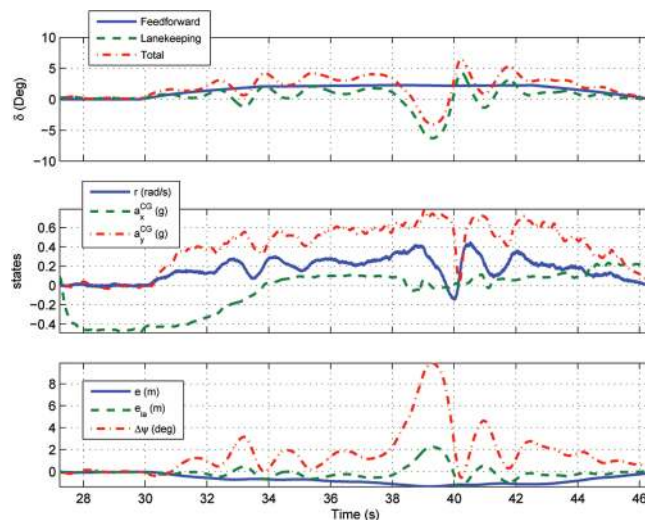 Feedforward
Lanekeeping
Total
10
5
0
−5
−10
δ (Deg)
r (rad/s)
a_x^CG (g)
a_y^CG (g)
0.6
0.4
0.2
0
−0.2
−0.4
states
e (m)
e_la (m)
Δψ (deg)
8
6
4
2
0
28 30 32 34 36 38 40 42 44 46
Time (s)